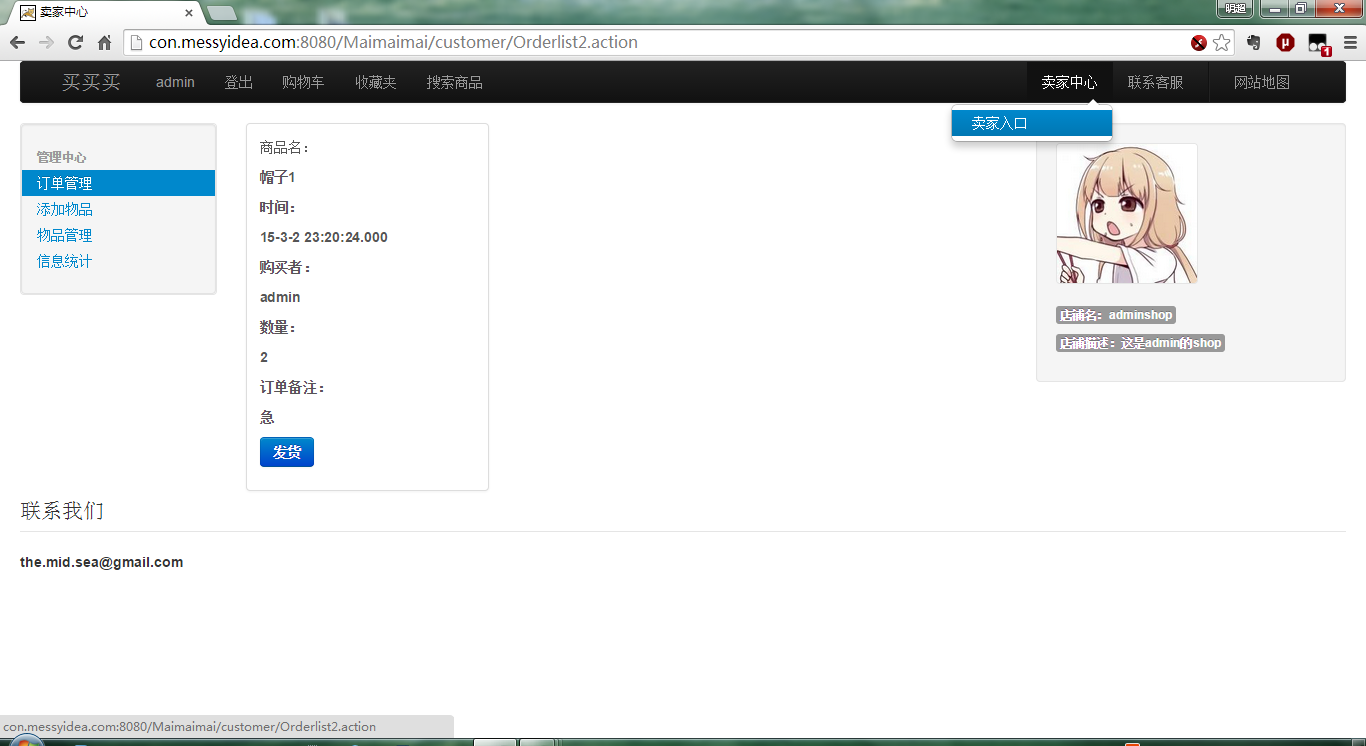 卖家中心
明超
con.messyidea.com:8080/Maimaimai/customer/Orderlist2.action
1
买买买 admin 登出 购物车 收藏夹 搜索商品 卖家中心 联系客服 网站地图
卖家入口
管理中心
订单管理
添加物品
物品管理
信息统计
商品名：
帽子1
时间：
15-3-2 23:20:24.000
购买者：
admin
数量：
2
订单备注：
急
发货
店铺名：adminshop
店铺描述：这是admin的shop
联系我们
the.mid.sea@gmail.com
con.messyidea.com:8080/Maimaimai/customer/Orderlist2.action